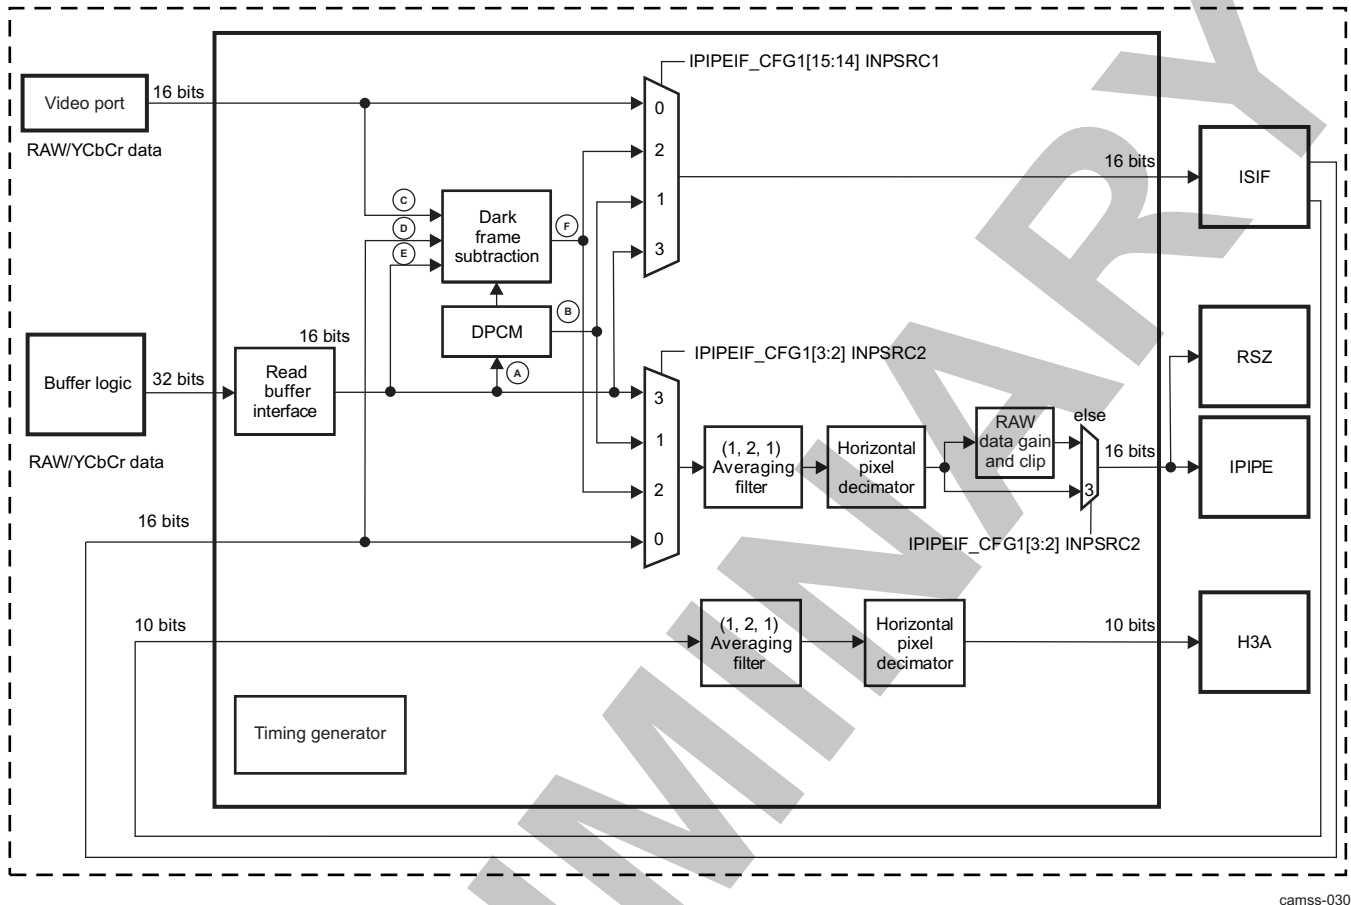 IPIPEIF_CFG1[15:14] INPSRC1
Video port
16 bits
RAW/YCbCr data
0
2
1
3
16 bits
ISIF
C
D
E
Dark
frame
subtraction
F
DPCM
B
A
Buffer logic
32 bits
RAW/YCbCr data
16 bits
Read
buffer
interface
IPIPEIF_CFG1[3:2] INPSRC2
3
1
2
0
(1, 2, 1)
Averaging
filter
Horizontal
pixel
decimator
RAW
data gain
and clip
else
3
16 bits
IPIPEIF_CFG1[3:2] INPSRC2
RSZ
IPIPE
16 bits
10 bits
(1, 2, 1)
Averaging
filter
Horizontal
pixel
decimator
10 bits
H3A
Timing generator
camss-030